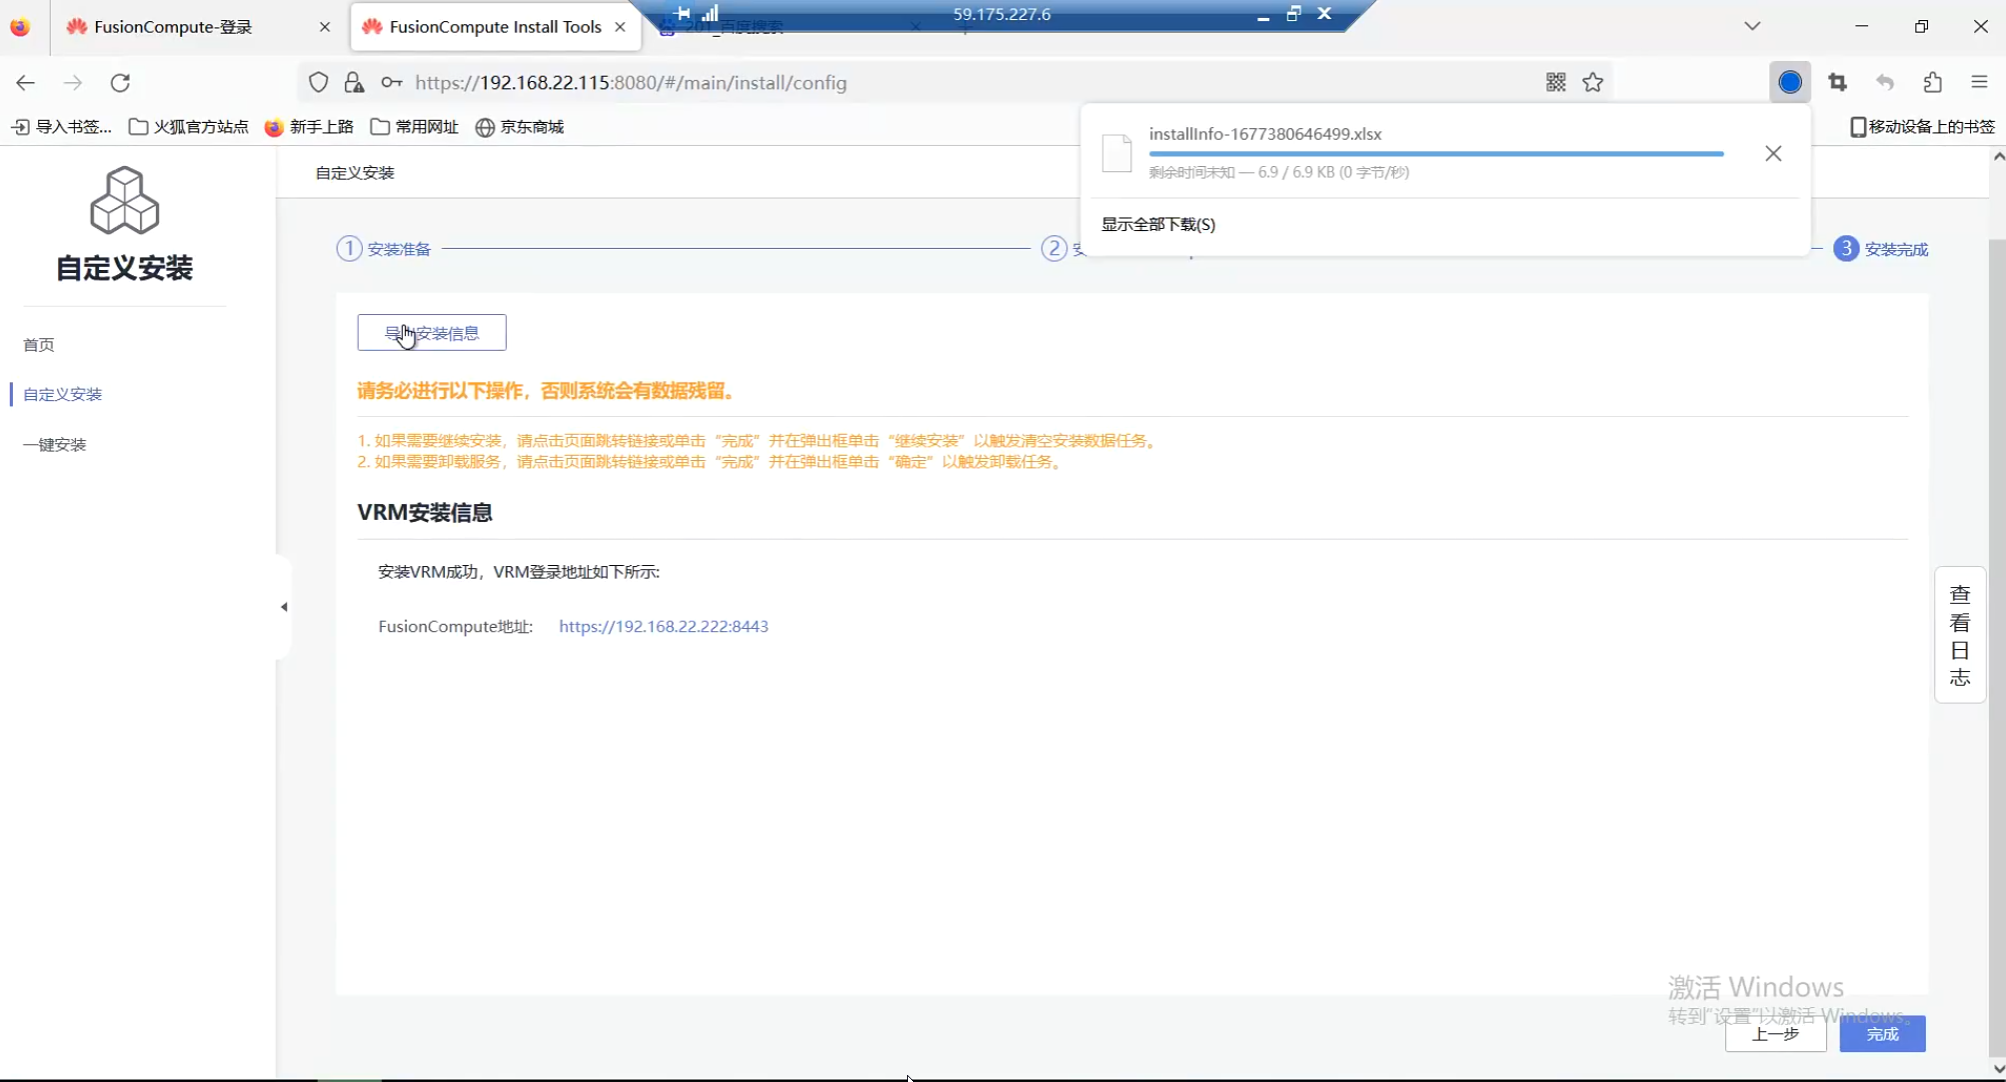 FusionCompute-登录
FusionCompute Install Tools
201_百度搜索
59.175.227.6
https://192.168.22.115:8080/#/main/install/config
导入书签...
火狐官方站点
新手上路
常用网址
京东商城
移动设备上的书签
installInfo-1677380646499.xlsx
剩余时间未知 — 6.9 / 6.9 KB (0 字节/秒)
显示全部下载(S)
自定义安装
首页
自定义安装
一键安装
自定义安装
1 安装准备
2
3 安装完成
安装信息
请务必进行以下操作，否则系统会有数据残留。
1. 如果需要继续安装，请点击页面跳转链接或单击“完成”并在弹出框单击“继续安装”以触发清空安装数据任务。
2. 如果需要卸载服务，请点击页面跳转链接或单击“完成”并在弹出框单击“确定”以触发卸载任务。
VRM安装信息
安装VRM成功，VRM登录地址如下所示:
FusionCompute地址: https://192.168.22.222:8443
查看日志
激活 Windows
转到"设置"以激活 Windows。
上一步
完成